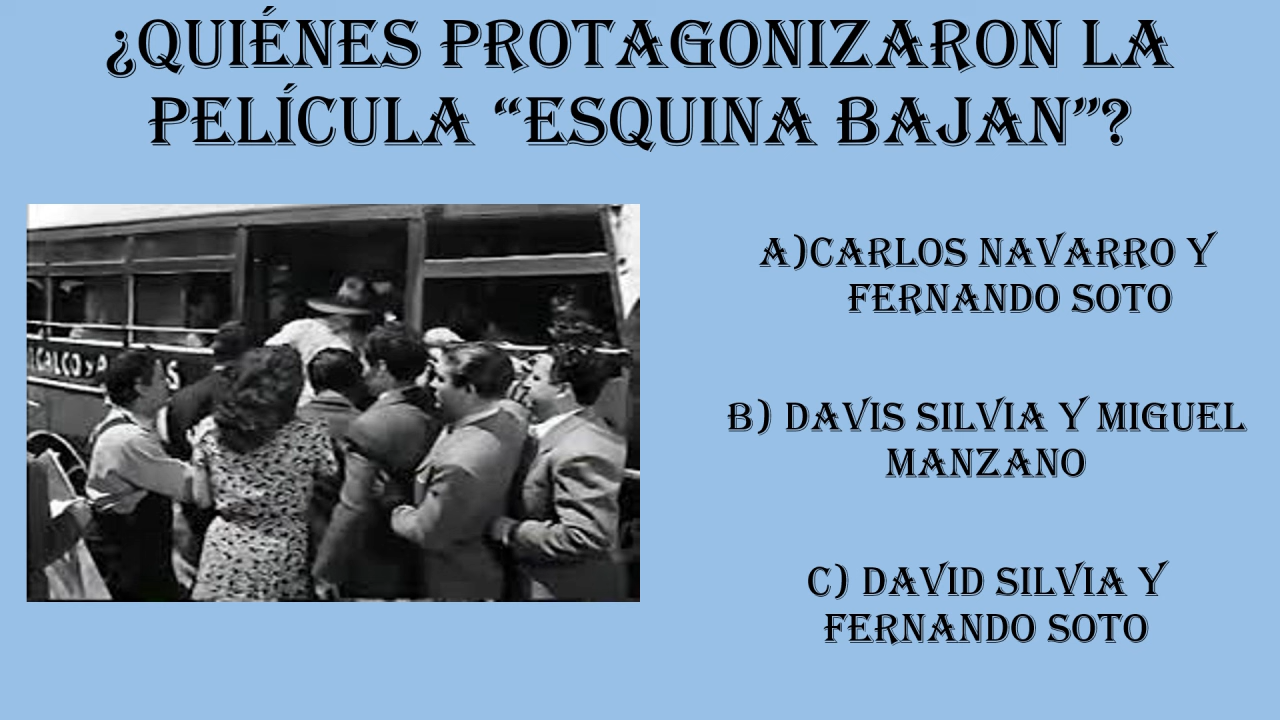 ¿QUIÉNES PROTAGONIZARON LA
PELÍCULA “ESQUINA BAJAN”?
A)CARLOS NAVARRO Y
FERNANDO SOTO
B) DAVIS SILVIA Y MIGUEL
MANZANO
C) DAVID SILVIA Y
FERNANDO SOTO